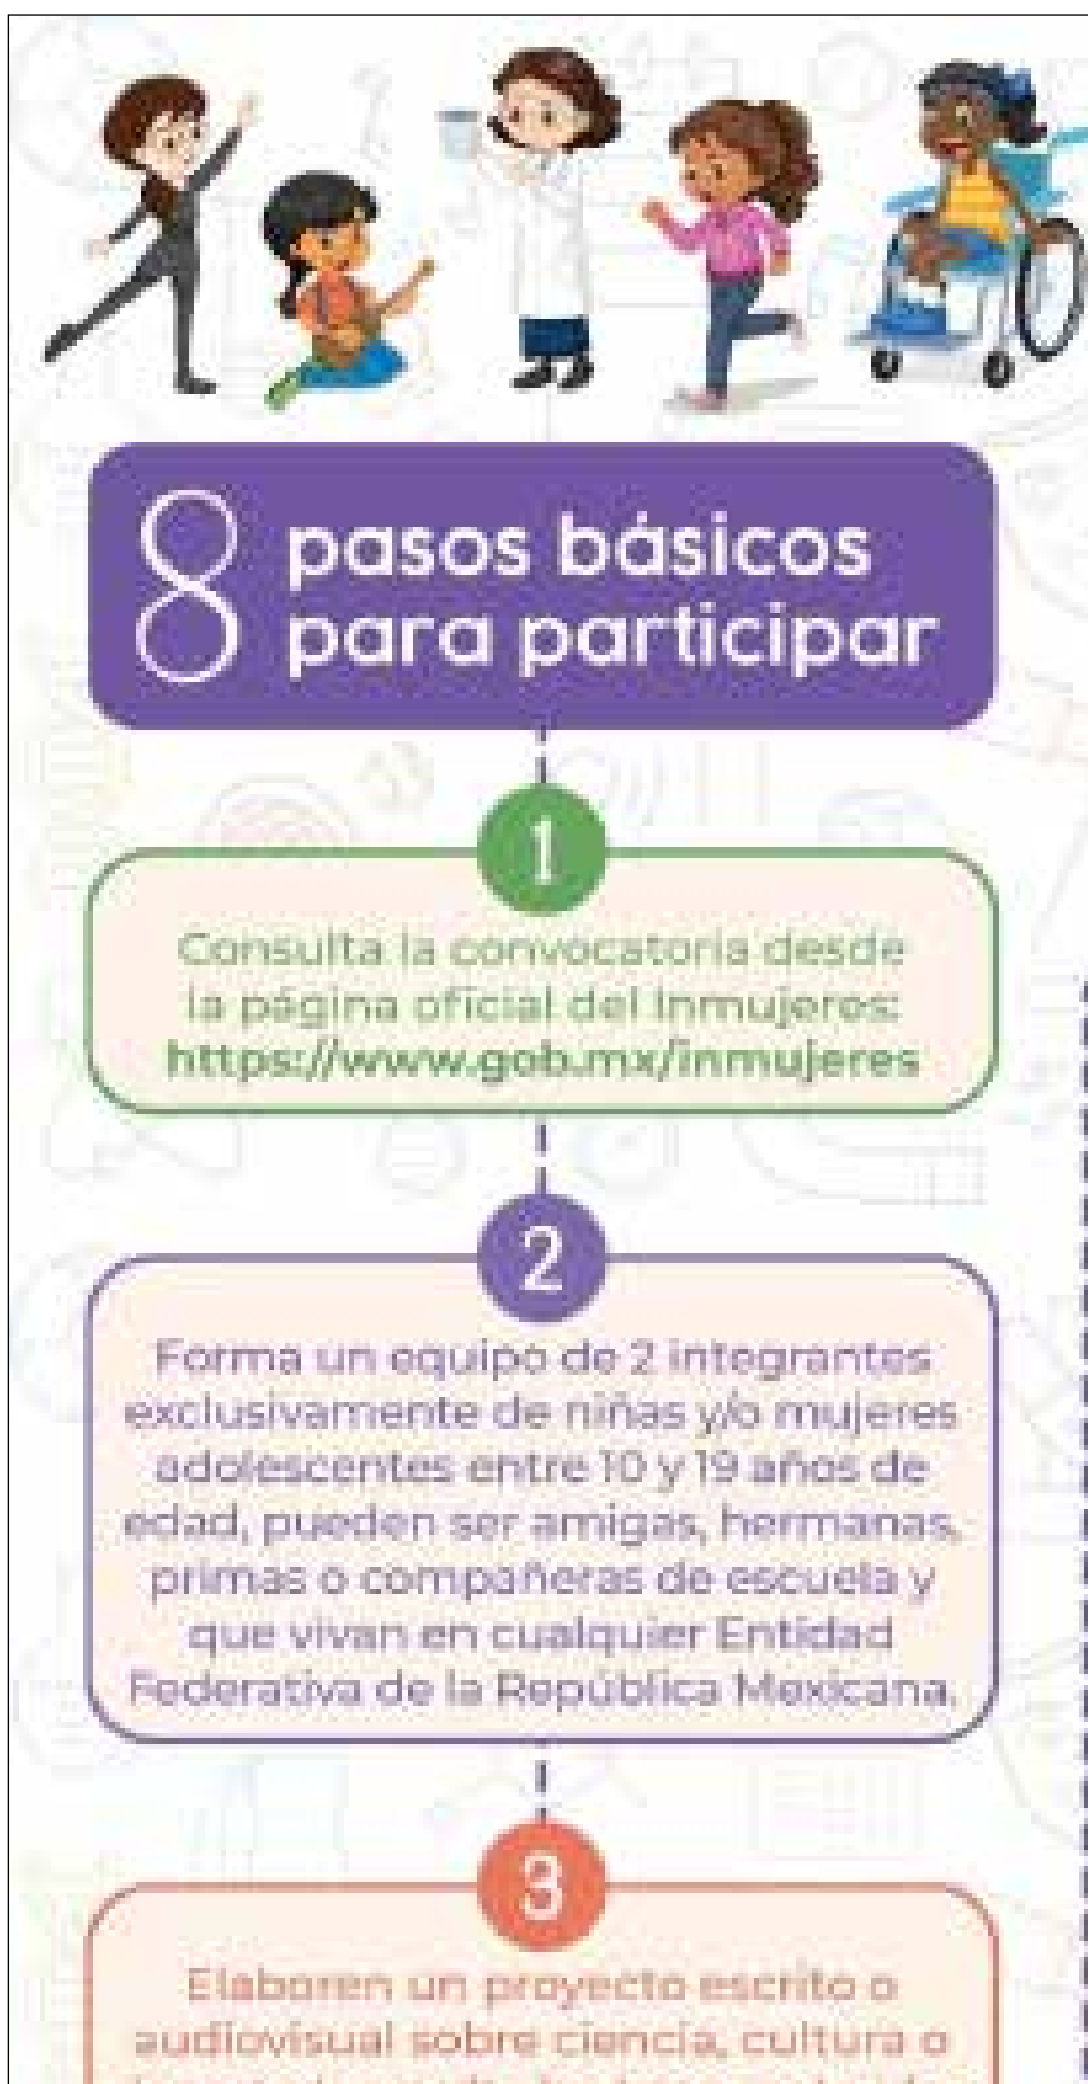 8 pasos básicos
para participar
1
Consulta la convocatoria desde
la página oficial del Inmujeres:
https://www.gob.mx/inmujeres
2
Forma un equipo de 2 integrantes
exclusivamente de niñas y/o mujeres
adolescentes entre 10 y 19 años de
edad, pueden ser amigas, hermanas,
primas o compañeras de escuela y
que vivan en cualquier Entidad
Federativa de la República Mexicana.
3
Elaboren un proyecto escrito o
audiovisual sobre ciencia, cultura o